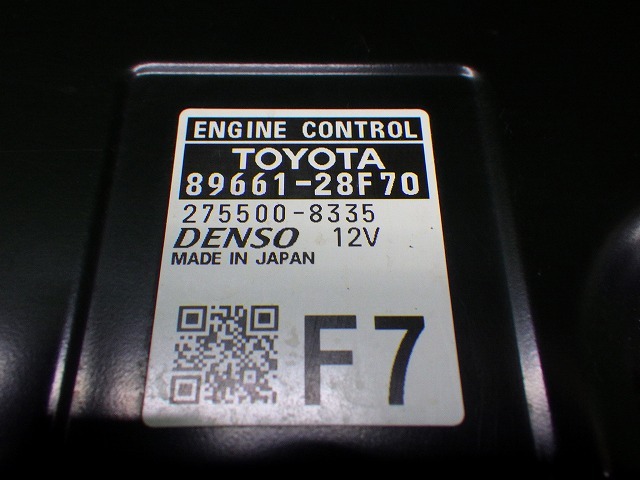 ENGINE CONTROL
TOYOTA
89661-28F70
275500-8335
DENSO 12V
MADE IN JAPAN
F7